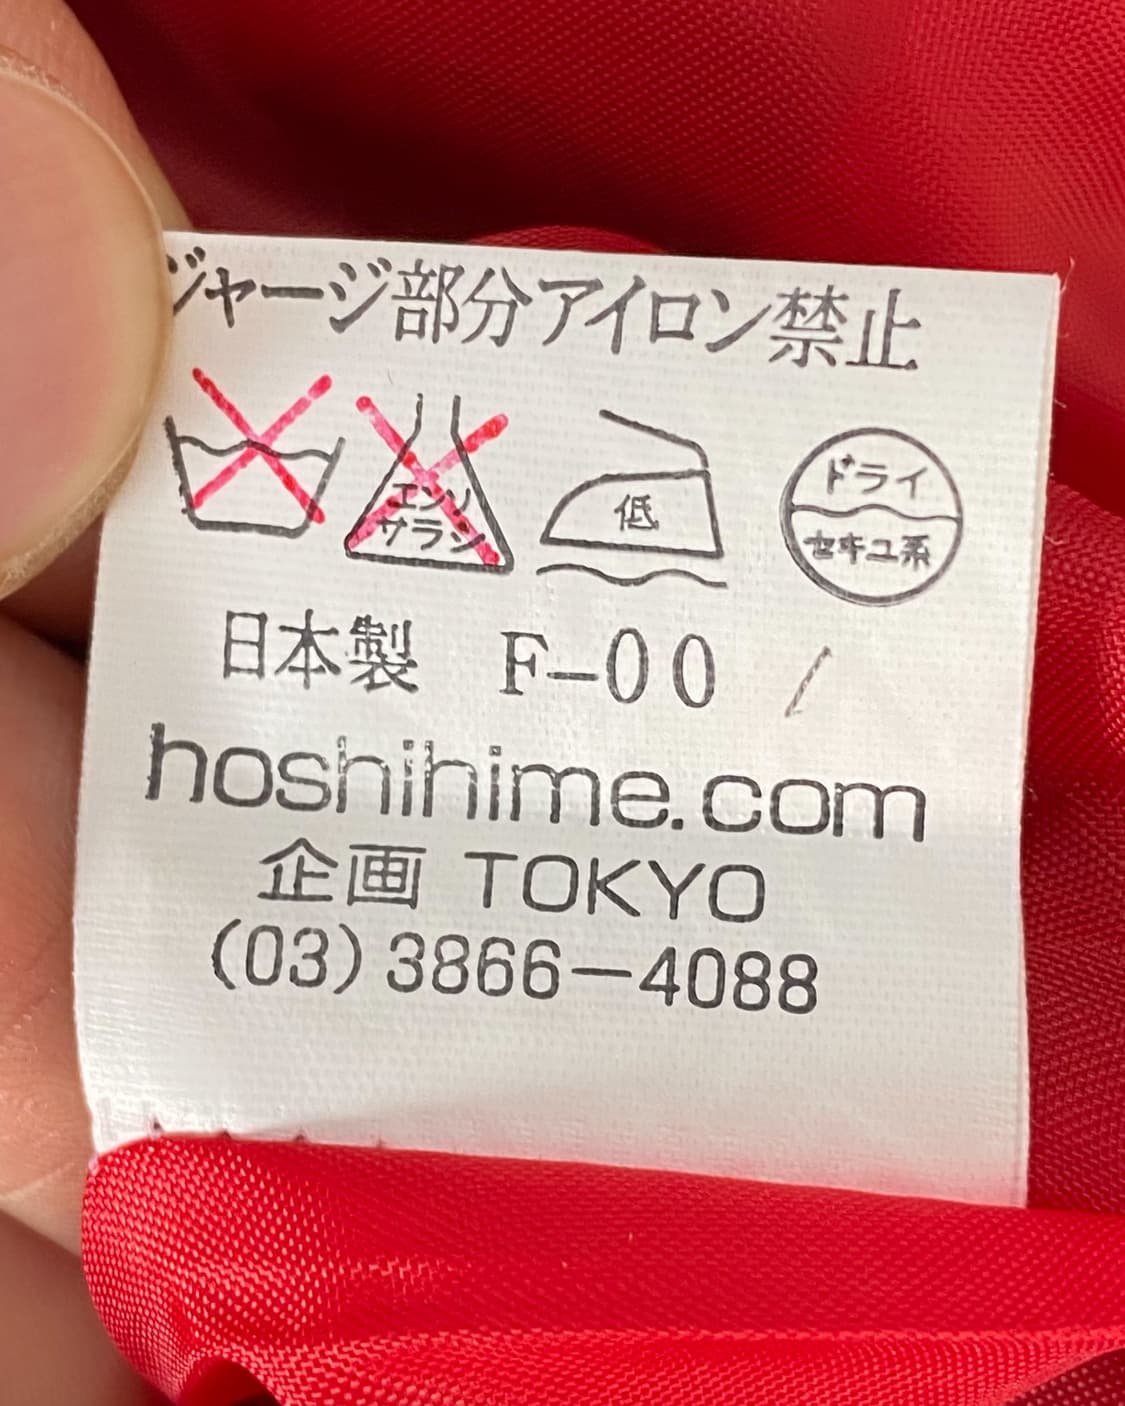 ジャージ部分アイロン禁止
エンソ
サラシ
低
ドライ
セキユ系
日本製 F-00 /
hoshihime.com
企画 TOKYO
(03)3866-4088